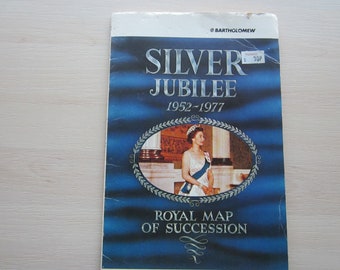 BARTHOLOMEW
SILVER
JUBILEE
1952-1977
ROYAL MAP
OF SUCCESSION